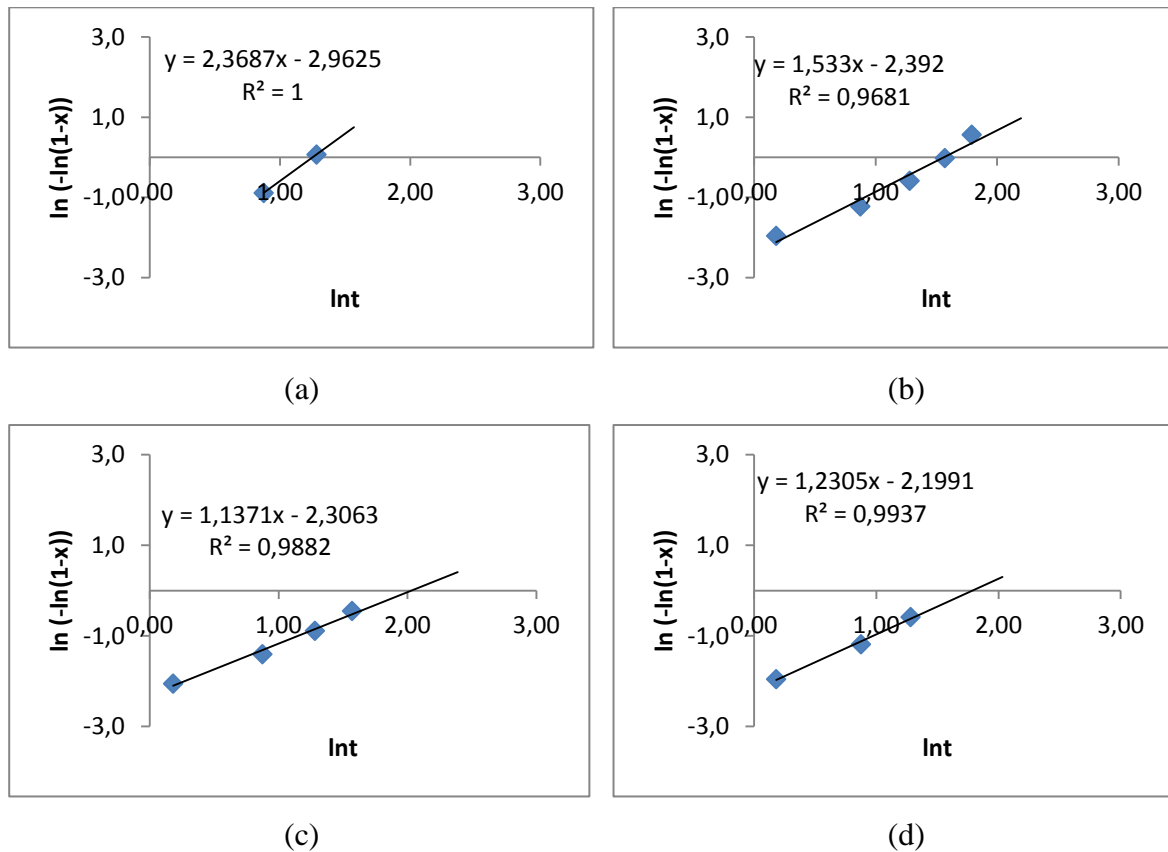 3,0
y = 2,3687x - 2,9625
R² = 1
1,0
-1,0
0,00 1,00 2,00 3,00
-3,0
ln (-ln(1-x))
lnt
(a)
3,0
y = 1,533x - 2,392
R² = 0,9681
1,0
-1,0
0,00 1,00 2,00 3,00
-3,0
ln (-ln(1-x))
lnt
(b)
3,0
y = 1,1371x - 2,3063
R² = 0,9882
1,0
-1,0
0,00 1,00 2,00 3,00
-3,0
ln (-ln(1-x))
lnt
(c)
3,0
y = 1,2305x - 2,1991
R² = 0,9937
1,0
-1,0
0,00 1,00 2,00 3,00
-3,0
ln (-ln(1-x))
lnt
(d)